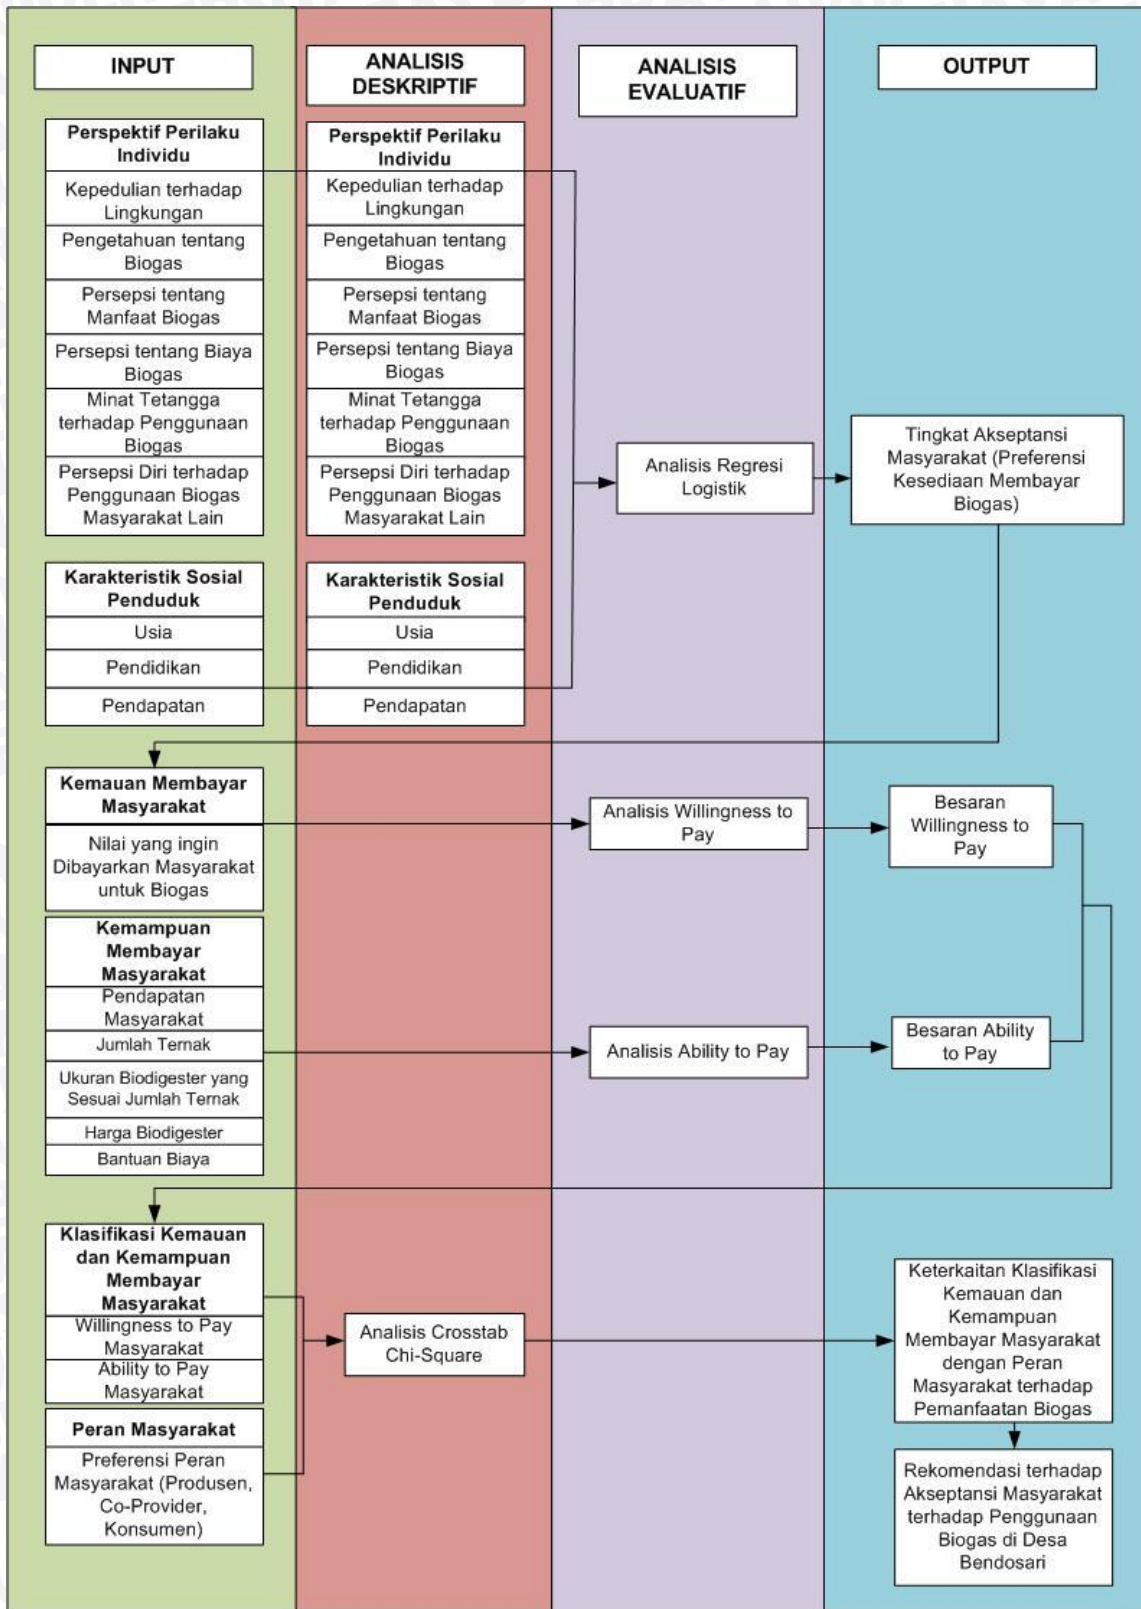 INPUT
ANALISIS
DESKRIPTIF
ANALISIS
EVALUATIF
OUTPUT
Perspektif Perilaku
Individu
Kepedulian terhadap
Lingkungan
Pengetahuan tentang
Biogas
Persepsi tentang
Manfaat Biogas
Persepsi tentang Biaya
Biogas
Minat Tetangga
terhadap Penggunaan
Biogas
Persepsi Diri terhadap
Penggunaan Biogas
Masyarakat Lain
Karakteristik Sosial
Penduduk
Usia
Pendidikan
Pendapatan
Perspektif Perilaku
Individu
Kepedulian terhadap
Lingkungan
Pengetahuan tentang
Biogas
Persepsi tentang
Manfaat Biogas
Persepsi tentang Biaya
Biogas
Minat Tetangga
terhadap Penggunaan
Biogas
Persepsi Diri terhadap
Penggunaan Biogas
Masyarakat Lain
Karakteristik Sosial
Penduduk
Usia
Pendidikan
Pendapatan
Analisis Regresi
Logistik
Tingkat Akseptansi
Masyarakat (Preferensi
Kesediaan Membayar
Biogas)
Kemauan Membayar
Masyarakat
Nilai yang ingin
Dibayarkan Masyarakat
untuk Biogas
Analisis Willingness to
Pay
Besaran
Willingness to
Pay
Kemampuan
Membayar
Masyarakat
Pendapatan
Masyarakat
Jumlah Ternak
Ukuran Biodigester yang
Sesuai Jumlah Ternak
Harga Biodigester
Bantuan Biaya
Analisis Ability to Pay
Besaran Ability
to Pay
Klasifikasi Kemauan
dan Kemampuan
Membayar
Masyarakat
Willingness to Pay
Masyarakat
Ability to Pay
Masyarakat
Peran Masyarakat
Preferensi Peran
Masyarakat (Produsen,
Co-Provider,
Konsumen)
Analisis Crosstab
Chi-Square
Keterkaitan Klasifikasi
Kemauan dan
Kemampuan
Membayar Masyarakat
dengan Peran
Masyarakat terhadap
Pemanfaatan Biogas
Rekomendasi terhadap
Akseptansi Masyarakat
terhadap Penggunaan
Biogas di Desa
Bendosari